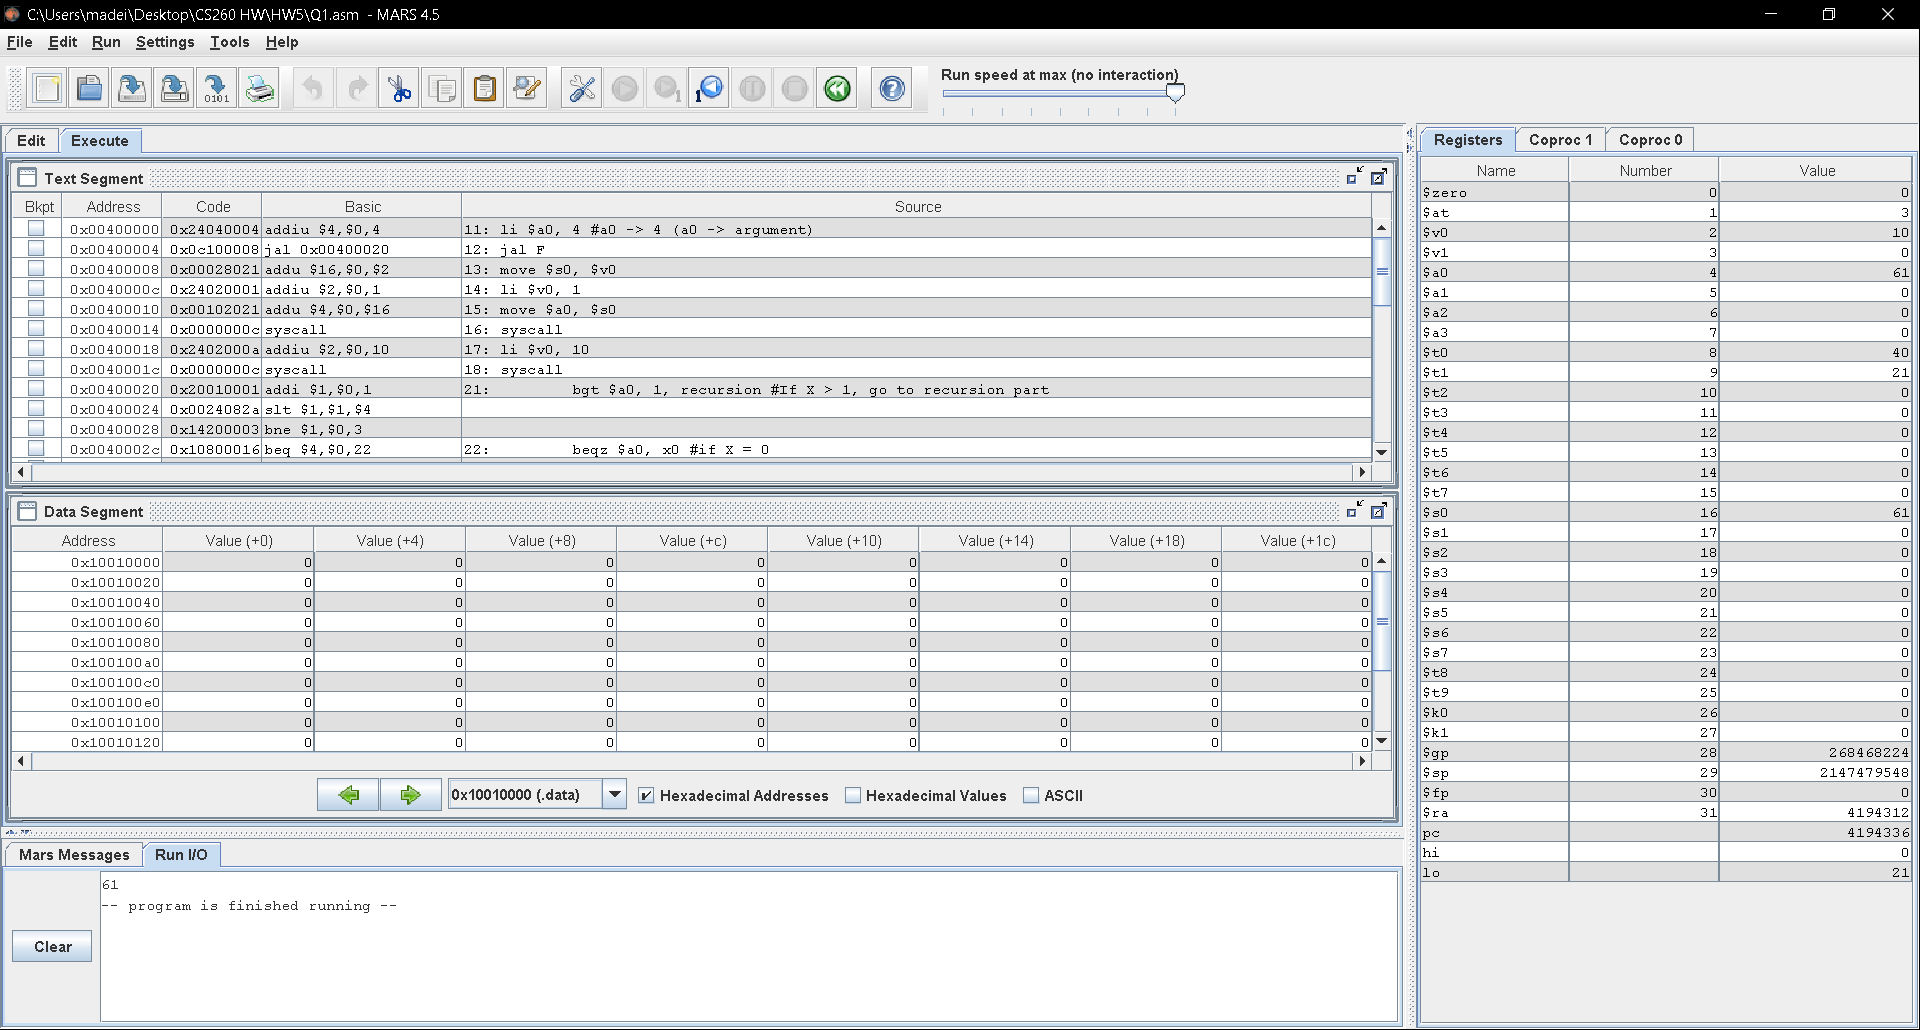 C:\Users\madei\Desktop\CS260 HW\HW5\Q1.asm - MARS 4.5
File Edit Run Settings Tools Help
Run speed at max (no interaction)
Edit Execute
Text Segment
Bkpt Address Code Basic Source
0x00400000 0x24040004 addiu $4,$0,4 11: li $a0, 4 #a0 -> 4 (a0 -> argument)
0x00400004 0x0c100008 jal 0x00400020 12: jal F
0x00400008 0x00028021 addu $16,$0,$2 13: move $s0, $v0
0x0040000c 0x24020001 addiu $2,$0,1 14: li $v0, 1
0x00400010 0x00102021 addu $4,$0,$16 15: move $a0, $s0
0x00400014 0x0000000c syscall 16: syscall
0x00400018 0x2402000a addiu $2,$0,10 17: li $v0, 10
0x0040001c 0x0000000c syscall 18: syscall
0x00400020 0x20010001 addi $1,$0,1 21: bgt $a0, 1, recursion #If X > 1, go to recursion part
0x00400024 0x0024082a slt $1,$1,$4
0x00400028 0x14200003 bne $1,$0,3
0x0040002c 0x10800016 beq $4,$0,22 22: beqz $a0, x0 #if X = 0
Data Segment
Address Value (+0) Value (+4) Value (+8) Value (+c) Value (+10) Value (+14) Value (+18) Value (+1c)
0x10010000 0 0 0 0 0 0 0 0
0x10010020 0 0 0 0 0 0 0 0
0x10010040 0 0 0 0 0 0 0 0
0x10010060 0 0 0 0 0 0 0 0
0x10010080 0 0 0 0 0 0 0 0
0x100100a0 0 0 0 0 0 0 0 0
0x100100c0 0 0 0 0 0 0 0 0
0x100100e0 0 0 0 0 0 0 0 0
0x10010100 0 0 0 0 0 0 0 0
0x10010120 0 0 0 0 0 0 0 0
0x10010000 (.data) Hexadecimal Addresses Hexadecimal Values ASCII
Mars Messages Run I/O
61
-- program is finished running --
Clear
Registers Coproc 1 Coproc 0
Name Number Value
$zero 0 0
$at 1 3
$v0 2 10
$v1 3 0
$a0 4 61
$a1 5 0
$a2 6 0
$a3 7 0
$t0 8 40
$t1 9 21
$t2 10 0
$t3 11 0
$t4 12 0
$t5 13 0
$t6 14 0
$t7 15 0
$s0 16 61
$s1 17 0
$s2 18 0
$s3 19 0
$s4 20 0
$s5 21 0
$s6 22 0
$s7 23 0
$t8 24 0
$t9 25 0
$k0 26 0
$k1 27 0
$gp 28 268468224
$sp 29 2147479548
$fp 30 0
$ra 31 4194312
pc 4194336
hi 0
lo 21